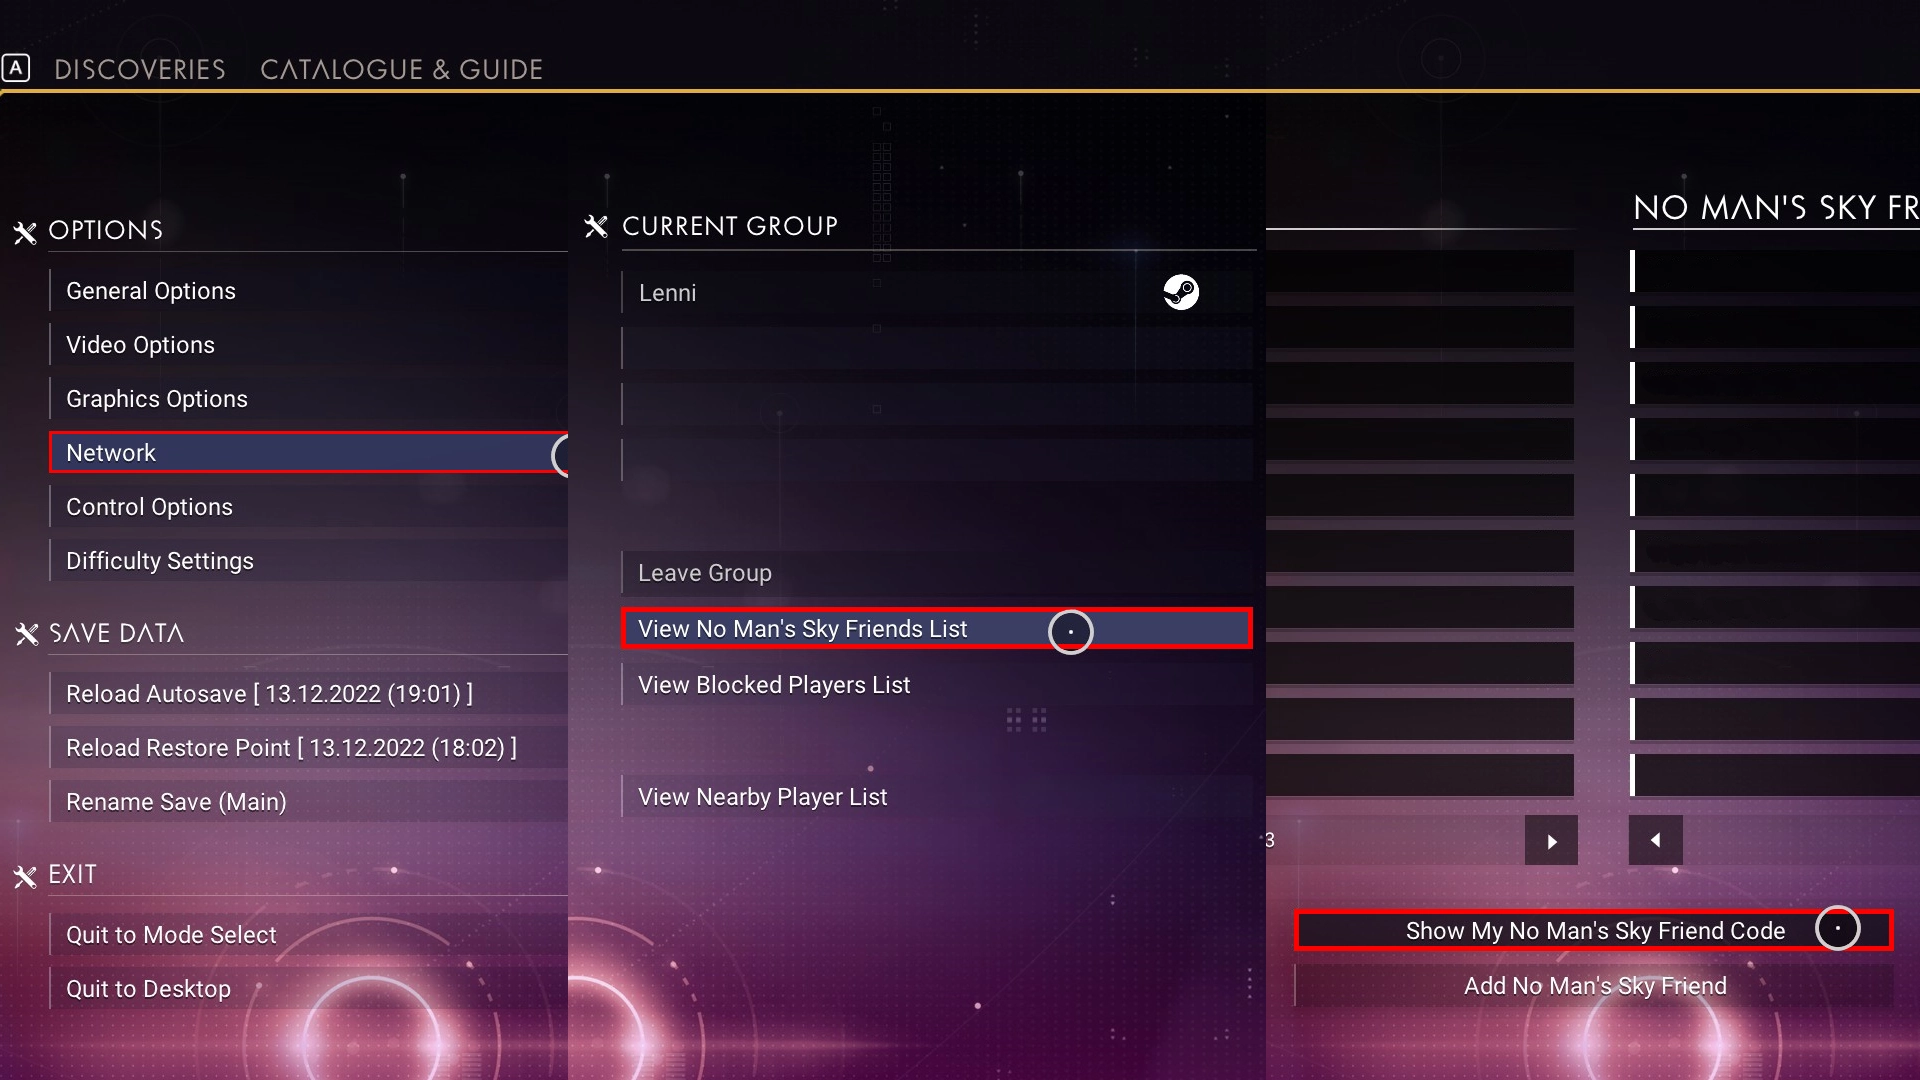 A DISCOVERIES CATALOGUE & GUIDE
OPTIONS
General Options
Video Options
Graphics Options
Network
Control Options
Difficulty Settings
SAVE DATA
Reload Autosave [ 13.12.2022 (19:01) ]
Reload Restore Point [ 13.12.2022 (18:02) ]
Rename Save (Main)
EXIT
Quit to Mode Select
Quit to Desktop
CURRENT GROUP
Lenni
Leave Group
View No Man's Sky Friends List
View Blocked Players List
View Nearby Player List
NO MAN'S SKY FR
3
Show My No Man's Sky Friend Code
Add No Man's Sky Friend